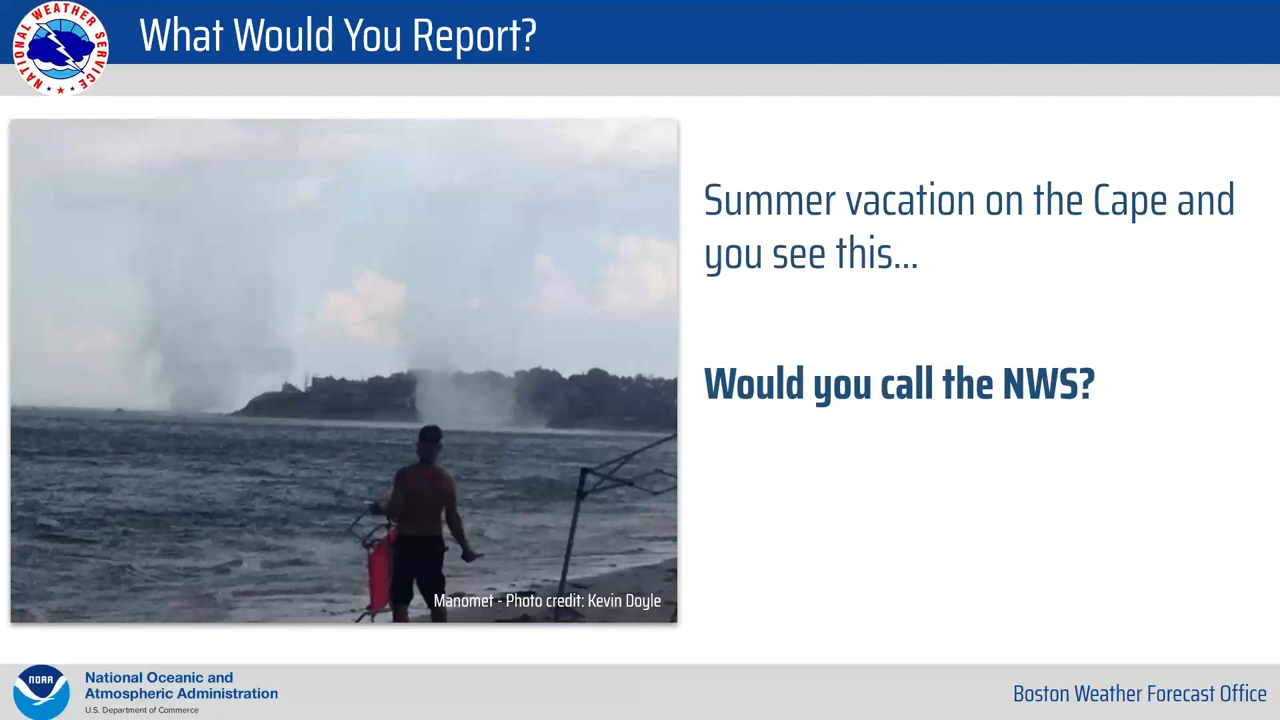 NATIONAL WEATHER SERVICE
What Would You Report?
Summer vacation on the Cape and
you see this...
Would you call the NWS?
Manomet - Photo credit: Kevin Doyle
NOAA
National Oceanic and
Atmospheric Administration
U.S. Department of Commerce
Boston Weather Forecast Office